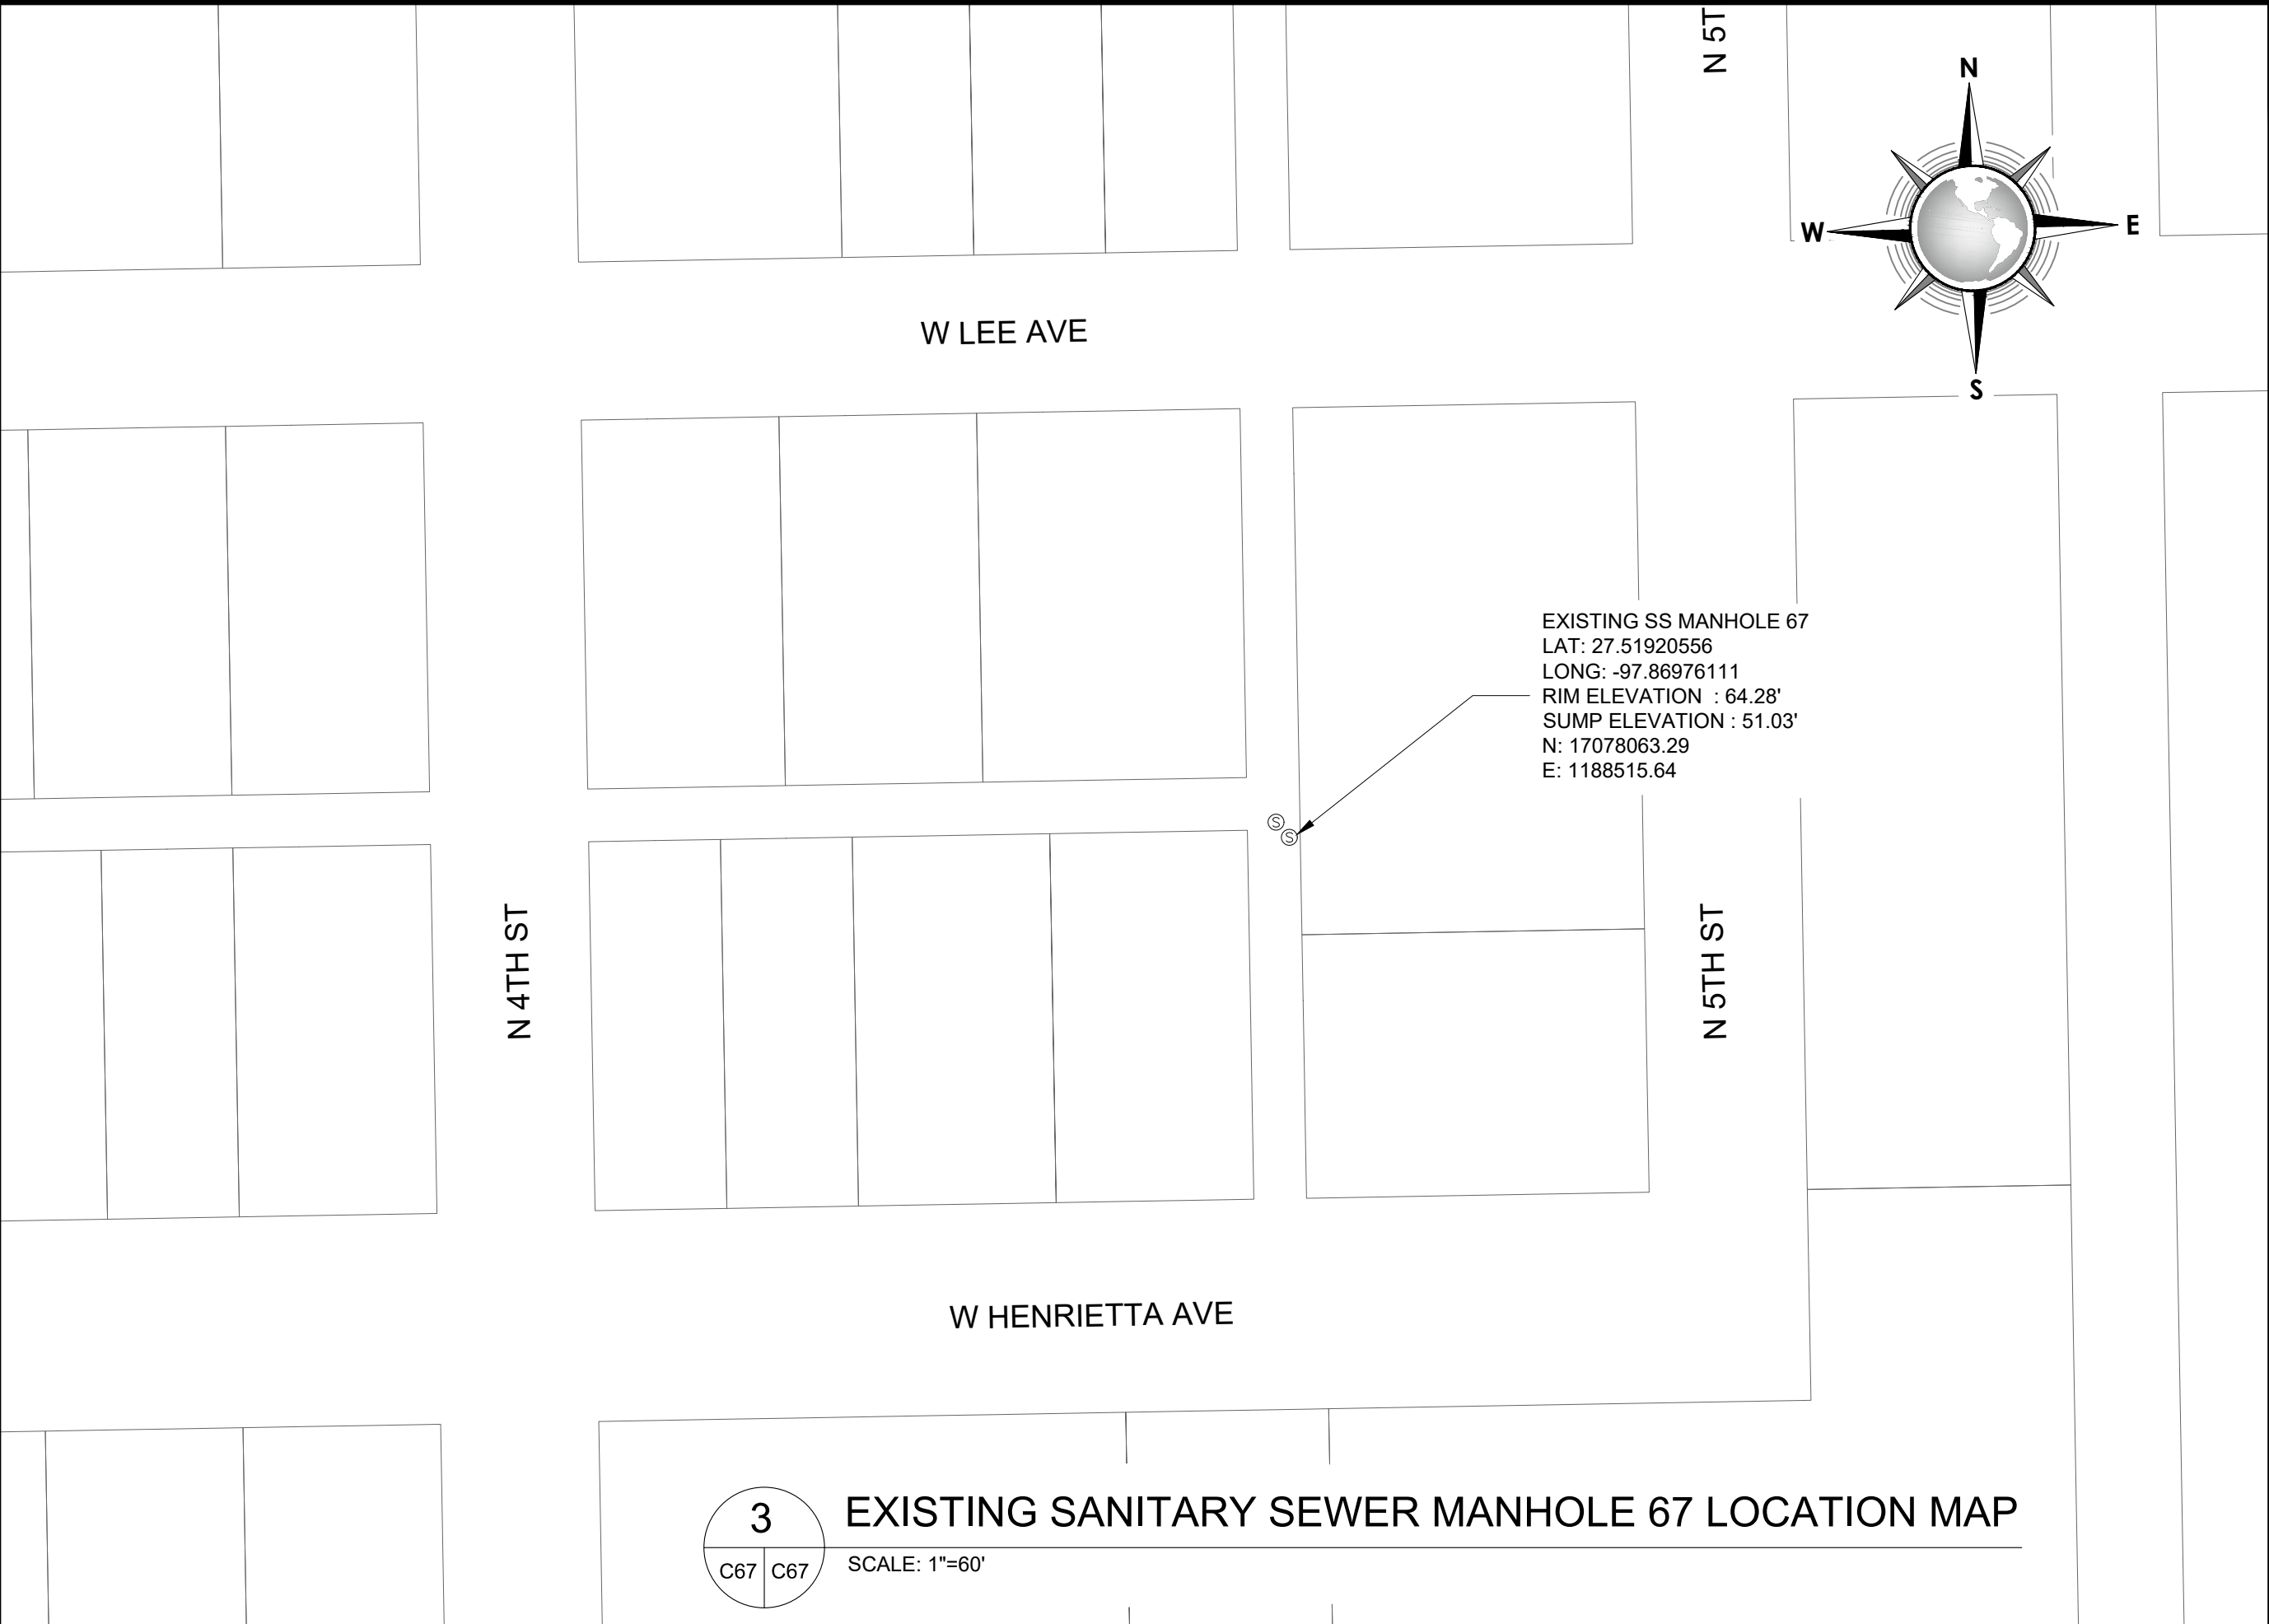 N 5T
N
W
E
S
W LEE AVE
EXISTING SS MANHOLE 67
LAT: 27.51920556
LONG: -97.86976111
RIM ELEVATION : 64.28'
SUMP ELEVATION : 51.03'
N: 17078063.29
E: 1188515.64
S
S
N 4TH ST
N 5TH ST
W HENRIETTA AVE
3
EXISTING SANITARY SEWER MANHOLE 67 LOCATION MAP
C67 C67
SCALE: 1"=60'